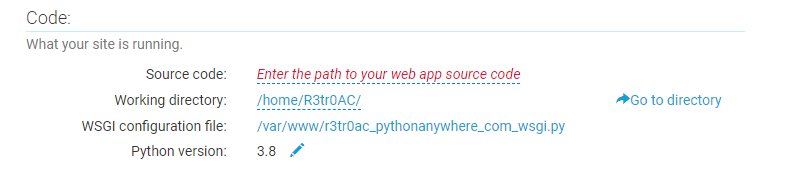 Code:
What your site is running.
Source code: Enter the path to your web app source code
Working directory: /home/R3tr0AC/ Go to directory
WSGI configuration file: /var/www/r3tr0ac_pythonanywhere_com_wsgi.py
Python version: 3.8